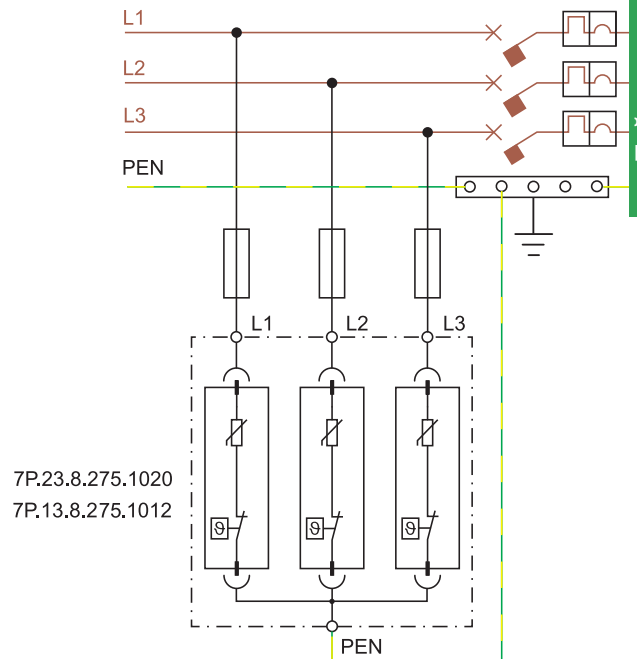 L1
L2
L3
PEN
L1 L2 L3
7P.23.8.275.1020
7P.13.8.275.1012
ϑ ϑ ϑ
PEN